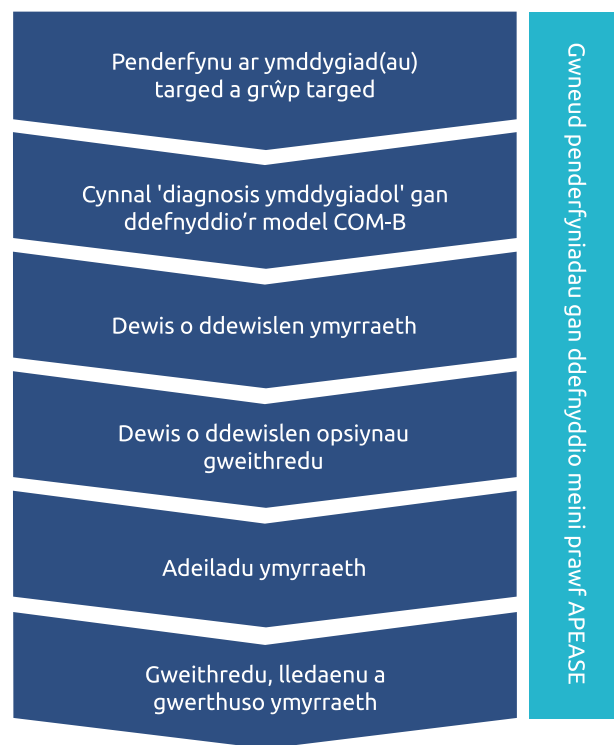 Penderfynu ar ymddygiad(au)
targed a grŵp targed
Cynnal 'diagnosis ymddygiadol' gan
ddefnyddio’r model COM-B
Dewis o ddewislen ymyrraeth
Dewis o ddewislen opsiynau
gweithredu
Adeiladu ymyrraeth
Gweithredu, lledaenu a
gwerthuso ymyrraeth
Gwneud penderfyniadau gan ddefnyddio meini prawf APEASE